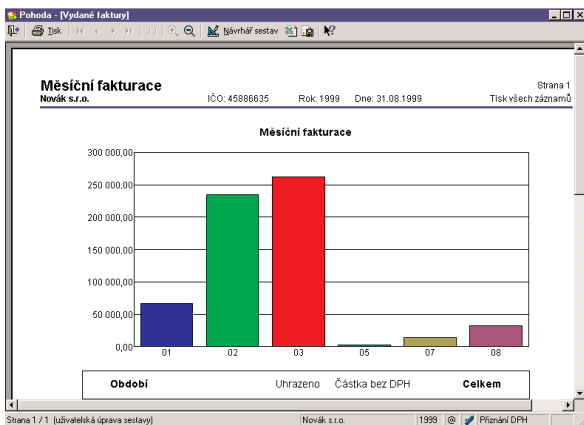 Pohoda - [Vydané faktury]
Tisk Návrhář sestav
Měsíční fakturace Strana 1
Novák s.r.o. IČO: 45886635 Rok: 1999 Dne: 31.08.1999 Tisk všech záznamů
Měsíční fakturace
300 000,00
250 000,00
200 000,00
150 000,00
100 000,00
50 000,00
0,00
01 02 03 05 07 08
Období Uhrazeno Částka bez DPH Celkem
Strana 1 / 1 (uživatelská úprava sestavy) Novák s.r.o. 1999 @ Přiznání DPH